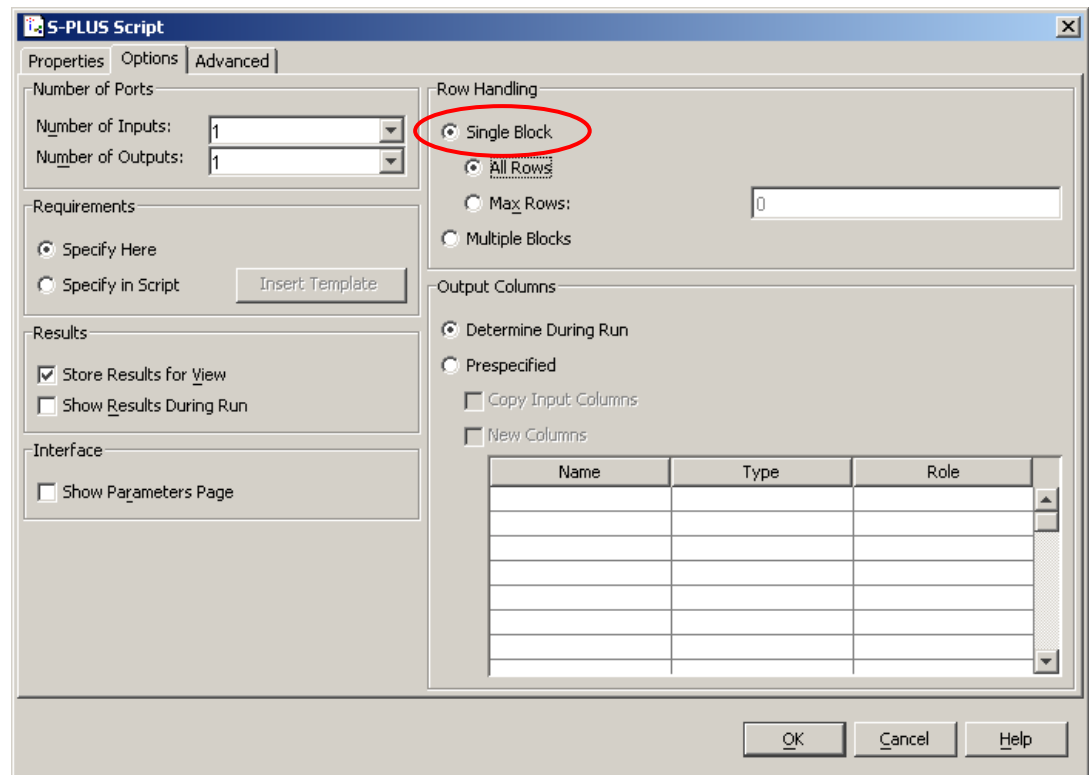 S-PLUS Script
Properties Options Advanced
Number of Ports
Number of Inputs: 1
Number of Outputs: 1
Requirements
Specify Here
Specify in Script Insert Template
Results
Store Results for View
Show Results During Run
Interface
Show Parameters Page
Row Handling
Single Block
All Rows
Max Rows: 0
Multiple Blocks
Output Columns
Determine During Run
Prespecified
Copy Input Columns
New Columns
Name Type Role
OK Cancel Help